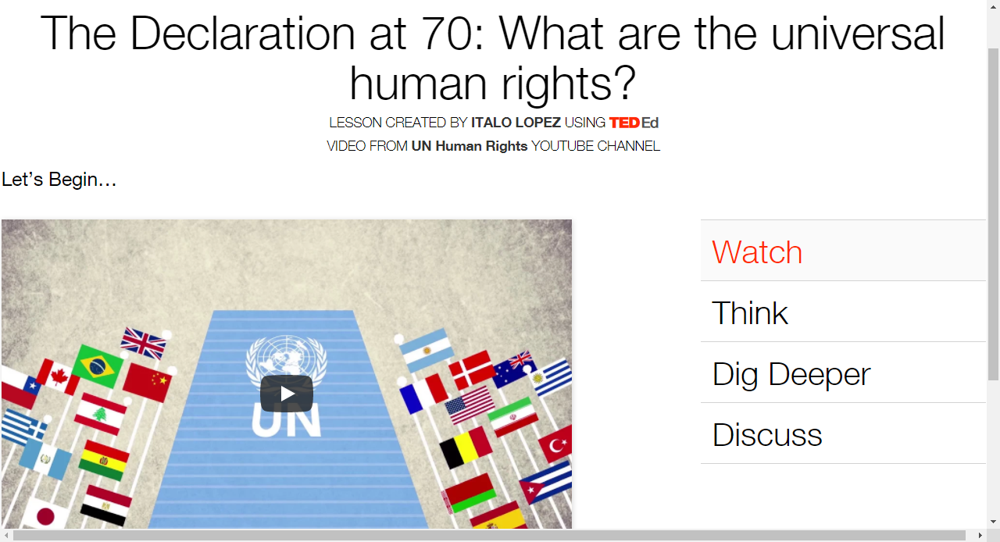 The Declaration at 70: What are the universal
human rights?
LESSON CREATED BY ITALO LOPEZ USING TED Ed
VIDEO FROM UN Human Rights YOUTUBE CHANNEL
Let’s Begin…
Watch
Think
Dig Deeper
Discuss
UN